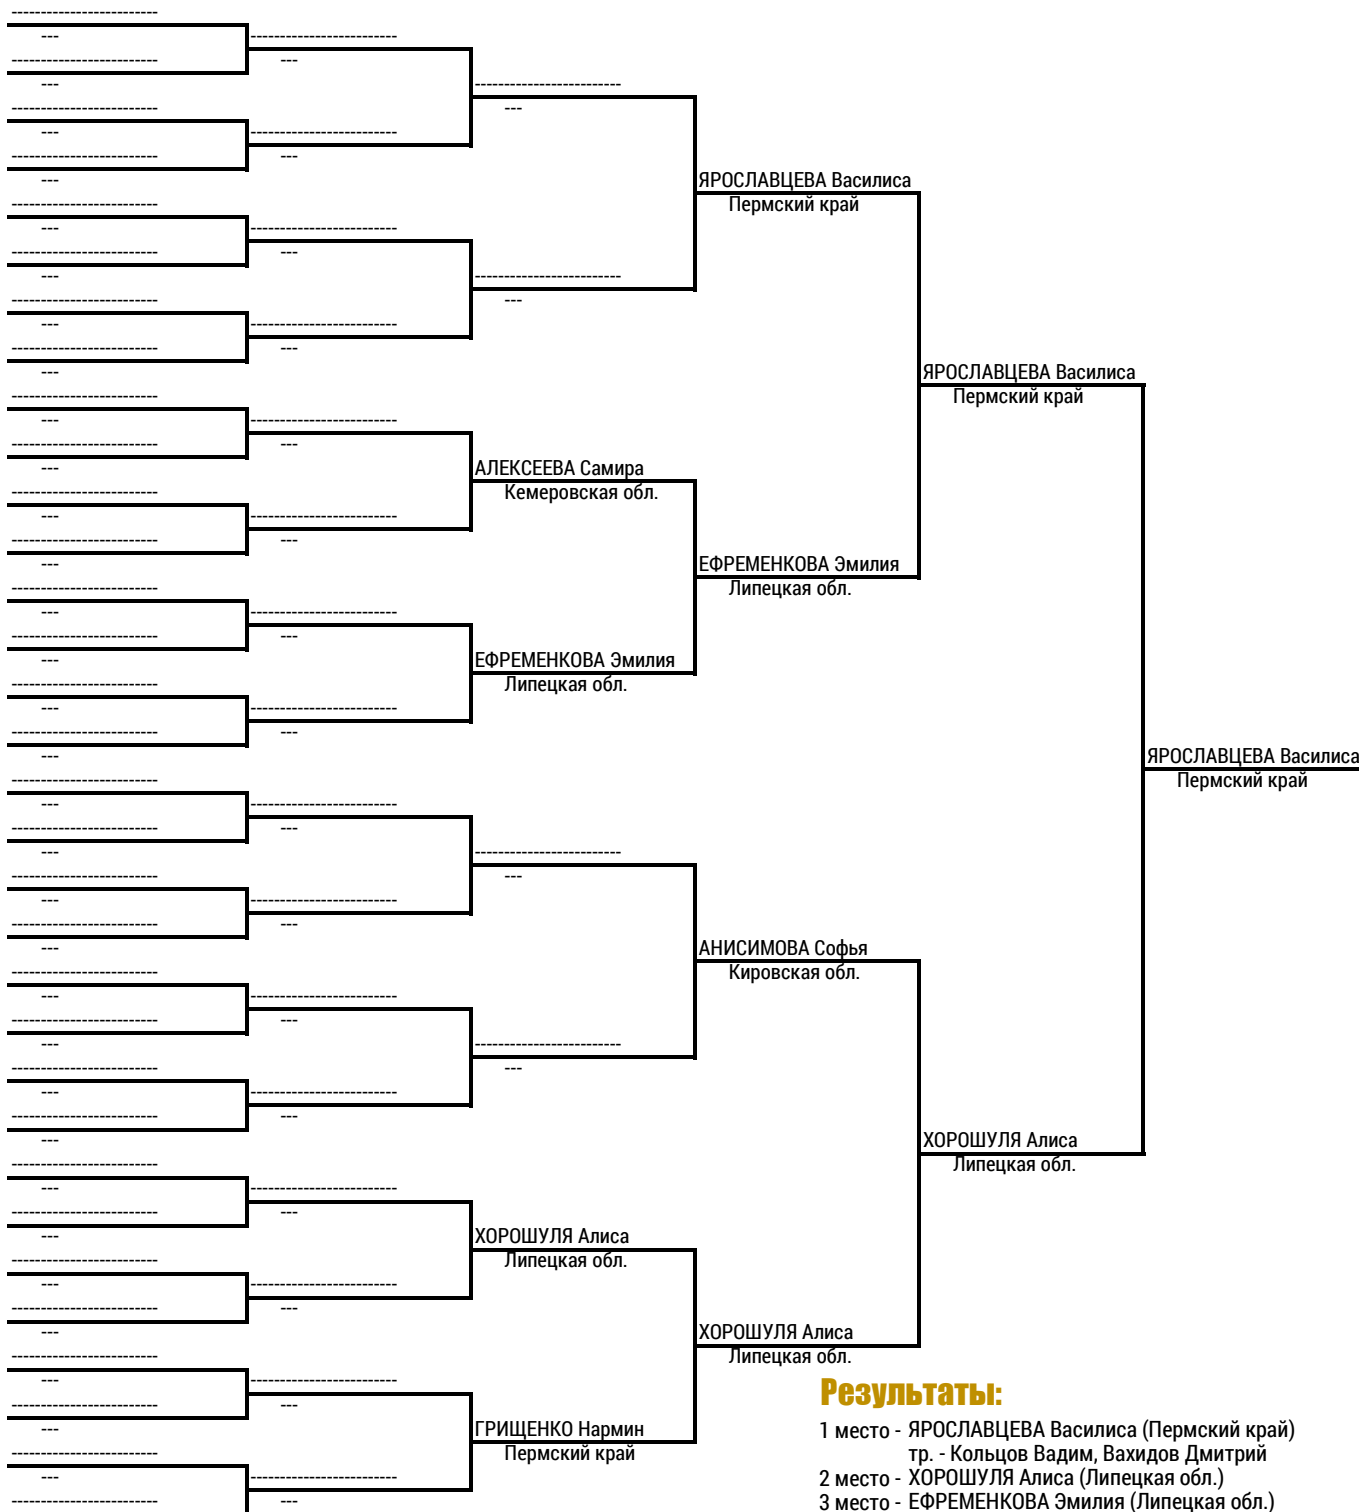 ЯРОСЛАВЦЕВА Василиса
Пермский край
ЯРОСЛАВЦЕВА Василиса
Пермский край
АЛЕКСЕЕВА Самира
Кемеровская обл.
ЕФРЕМЕНКОВА Эмилия
Липецкая обл.
ЕФРЕМЕНКОВА Эмилия
Липецкая обл.
ЯРОСЛАВЦЕВА Василиса
Пермский край
АНИСИМОВА Софья
Кировская обл.
ХОРОШУЛЯ Алиса
Липецкая обл.
ХОРОШУЛЯ Алиса
Липецкая обл.
ХОРОШУЛЯ Алиса
Липецкая обл.
ГРИЩЕНКО Нармин
Пермский край
Результаты:
1 место - ЯРОСЛАВЦЕВА Василиса (Пермский край)
тр. - Кольцов Вадим, Вахидов Дмитрий
2 место - ХОРОШУЛЯ Алиса (Липецкая обл.)
3 место - ЕФРЕМЕНКОВА Эмилия (Липецкая обл.)